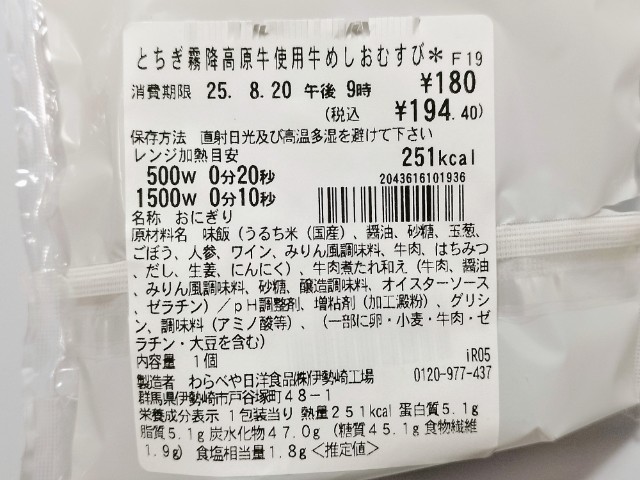 とちぎ霧降高原牛使用牛めしおむすび＊ F19
消費期限 25. 8.20 午後 9時 ¥180
(税込 ¥194.40)
保存方法 直射日光及び高温多湿を避けて下さい
レンジ加熱目安 251kcal
500W 0分20秒 2043616101936
1500W 0分10秒
名称 おにぎり
原材料名 味飯（うるち米（国産）、醤油、砂糖、玉葱、
ごぼう、人参、ワイン、みりん風調味料、牛肉、はちみつ
、だし、生姜、にんにく）、牛肉煮たれ和え（牛肉、醤油
、みりん風調味料、砂糖、醸造調味料、オイスターソース
、ゼラチン）／pH調整剤、増粘剤（加工澱粉）、グリシ
ン、調味料（アミノ酸等）、（一部に卵・小麦・牛肉・ゼ
ラチン・大豆を含む）
内容量 1個 iR05
製造者 わらべや日洋食品(株)伊勢崎工場 0120-977-437
群馬県伊勢崎市戸谷塚町48－1
栄養成分表示 1包装当り 熱量251kcal 蛋白質5.1g
脂質5.1g 炭水化物47.0g（糖質45.1g 食物繊維
1.9g） 食塩相当量1.8g＜推定値＞